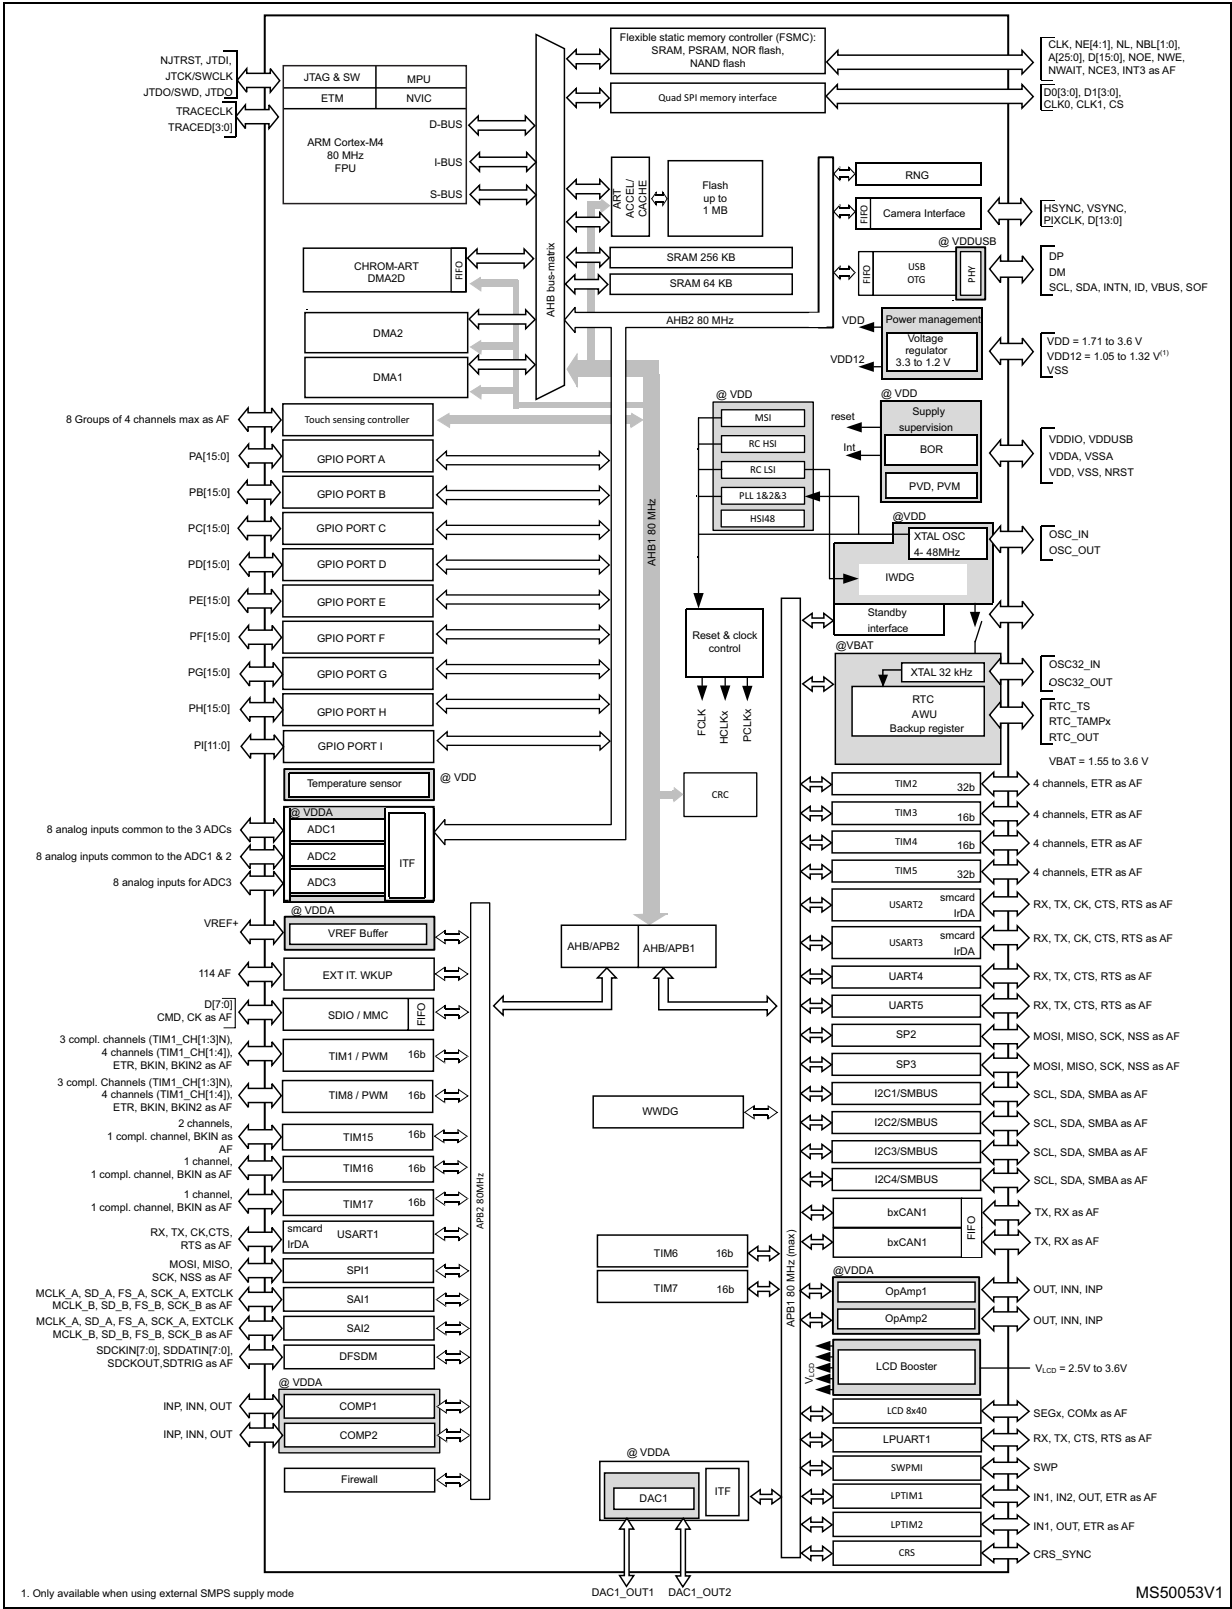 Flexible static memory controller (FSMC):
SRAM, PSRAM, NOR flash,
NAND flash
CLK, NE[4:1], NL, NBL[1:0],
A[25:0], D[15:0], NOE, NWE,
NWAIT, NCE3, INT3 as AF
NJTRST, JTDI,
JTCK/SWCLK
JTDO/SWD, JTDO
TRACECLK
TRACED[3:0]
JTAG & SW
MPU
ETM
NVIC
ARM Cortex-M4
80 MHz
FPU
D-BUS
I-BUS
S-BUS
Quad SPI memory interface
D0[3:0], D1[3:0],
CLK0, CLK1, CS
AHB bus-matrix
ART
ACCEL/
CACHE
Flash
up to
1 MB
RNG
FIFO
Camera Interface
HSYNC, VSYNC,
PIXCLK, D[13:0]
@ VDDUSB
CHROM-ART
DMA2D
FIFO
SRAM 256 KB
SRAM 64 KB
FIFO
USB
OTG
PHY
DP
DM
SCL, SDA, INTN, ID, VBUS, SOF
AHB2 80 MHz
DMA2
DMA1
VDD
VDD12
Power management
Voltage
regulator
3.3 to 1.2 V
VDD = 1.71 to 3.6 V
VDD12 = 1.05 to 1.32 V(1)
VSS
8 Groups of 4 channels max as AF
Touch sensing controller
@ VDD
MSI
RC HSI
RC LSI
PLL 1&2&3
HSI48
reset
Int
@ VDD
Supply
supervision
BOR
PVD, PVM
VDDIO, VDDUSB
VDDA, VSSA
VDD, VSS, NRST
PA[15:0]
GPIO PORT A
PB[15:0]
GPIO PORT B
PC[15:0]
GPIO PORT C
PD[15:0]
GPIO PORT D
PE[15:0]
GPIO PORT E
PF[15:0]
GPIO PORT F
PG[15:0]
GPIO PORT G
PH[15:0]
GPIO PORT H
PI[11:0]
GPIO PORT I
AHB1 80 MHz
@VDD
XTAL OSC
4- 48MHz
IWDG
OSC_IN
OSC_OUT
Standby
interface
Reset & clock
control
FCLK
HCLKx
PCLKx
@VBAT
XTAL 32 kHz
RTC
AWU
Backup register
OSC32_IN
OSC32_OUT
RTC_TS
RTC_TAMPx
RTC_OUT
VBAT = 1.55 to 3.6 V
Temperature sensor
@ VDD
CRC
8 analog inputs common to the 3 ADCs
8 analog inputs common to the ADC1 & 2
8 analog inputs for ADC3
@ VDDA
ADC1
ADC2
ADC3
ITF
TIM2
32b
4 channels, ETR as AF
TIM3
16b
4 channels, ETR as AF
TIM4
16b
4 channels, ETR as AF
TIM5
32b
4 channels, ETR as AF
USART2
smcard
IrDA
RX, TX, CK, CTS, RTS as AF
USART3
smcard
IrDA
RX, TX, CK, CTS, RTS as AF
UART4
RX, TX, CTS, RTS as AF
UART5
RX, TX, CTS, RTS as AF
SP2
MOSI, MISO, SCK, NSS as AF
SP3
MOSI, MISO, SCK, NSS as AF
I2C1/SMBUS
SCL, SDA, SMBA as AF
I2C2/SMBUS
SCL, SDA, SMBA as AF
I2C3/SMBUS
SCL, SDA, SMBA as AF
I2C4/SMBUS
SCL, SDA, SMBA as AF
bxCAN1
TX, RX as AF
bxCAN1
TX, RX as AF
FIFO
@VDDA
OpAmp1
OUT, INN, INP
OpAmp2
OUT, INN, INP
VLCD
LCD Booster
VLCD = 2.5V to 3.6V
LCD 8x40
SEGx, COMx as AF
LPUART1
RX, TX, CTS, RTS as AF
SWPMI
SWP
LPTIM1
IN1, IN2, OUT, ETR as AF
LPTIM2
IN1, OUT, ETR as AF
CRS
CRS_SYNC
APB1 80 MHz (max)
AHB/APB2
AHB/APB1
WWDG
TIM6
16b
TIM7
16b
@ VDDA
DAC1
ITF
DAC1_OUT1
DAC1_OUT2
VREF+
@ VDDA
VREF Buffer
114 AF
EXT IT. WKUP
D[7:0]
CMD, CK as AF
SDIO / MMC
FIFO
3 compl. channels (TIM1_CH[1:3]N),
4 channels (TIM1_CH[1:4]),
ETR, BKIN, BKIN2 as AF
TIM1 / PWM
16b
3 compl. Channels (TIM1_CH[1:3]N),
4 channels (TIM1_CH[1:4]),
ETR, BKIN, BKIN2 as AF
TIM8 / PWM
16b
2 channels,
1 compl. channel, BKIN as
AF
TIM15
16b
1 channel,
1 compl. channel, BKIN as AF
TIM16
16b
1 channel,
1 compl. channel, BKIN as AF
TIM17
16b
RX, TX, CK,CTS,
RTS as AF
smcard
IrDA
USART1
MOSI, MISO,
SCK, NSS as AF
SPI1
MCLK_A, SD_A, FS_A, SCK_A, EXTCLK
MCLK_B, SD_B, FS_B, SCK_B as AF
SAI1
MCLK_A, SD_A, FS_A, SCK_A, EXTCLK
MCLK_B, SD_B, FS_B, SCK_B as AF
SAI2
SDCKIN[7:0], SDDATIN[7:0],
SDCKOUT,SDTRIG as AF
DFSDM
@ VDDA
INP, INN, OUT
COMP1
INP, INN, OUT
COMP2
Firewall
APB2 80MHz
1. Only available when using external SMPS supply mode
MS50053V1